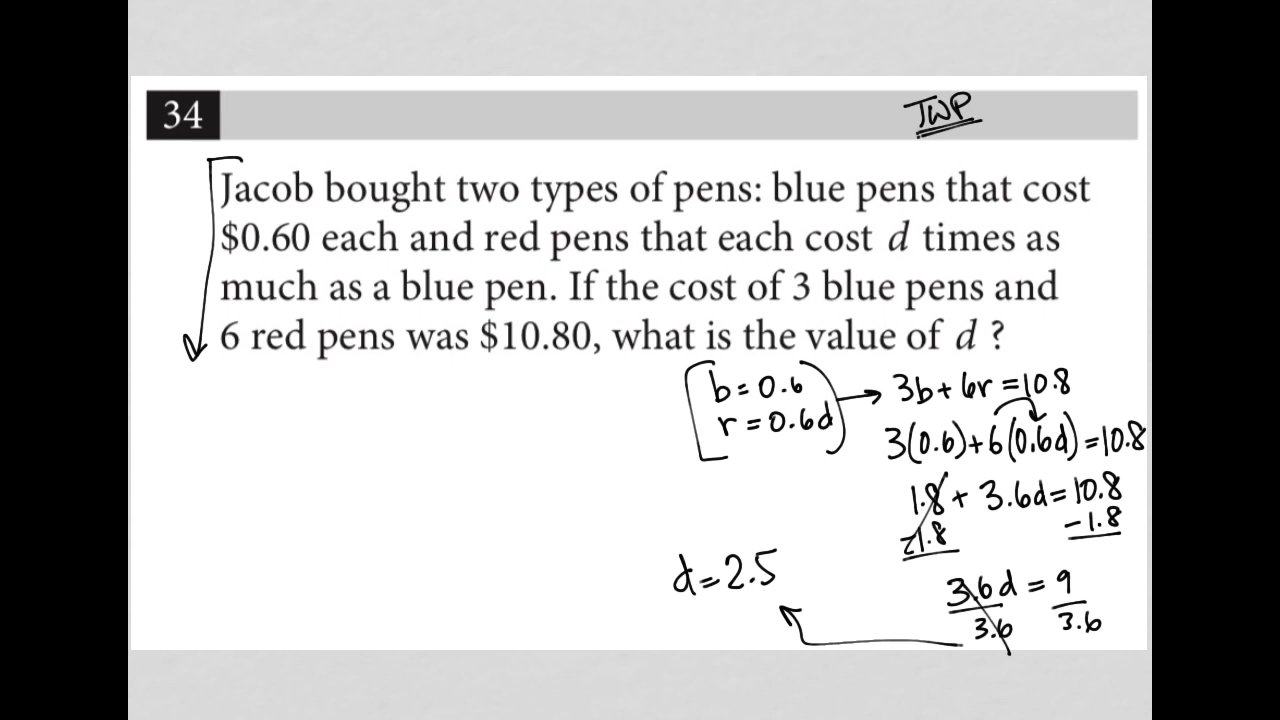 34
TWP
Jacob bought two types of pens: blue pens that cost
$0.60 each and red pens that each cost d times as
much as a blue pen. If the cost of 3 blue pens and
6 red pens was $10.80, what is the value of d ?
b = 0.6
r = 0.6d
3b + 6r = 10.8
3(0.6) + 6(0.6d) = 10.8
1.8 + 3.6d = 10.8
-1.8 -1.8
3.6d = 9
3.6 3.6
d = 2.5